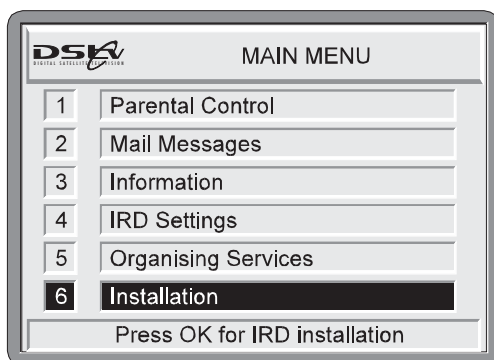 DStv
DIGITAL SATELLITE TELEVISION
MAIN MENU
1 Parental Control
2 Mail Messages
3 Information
4 IRD Settings
5 Organising Services
6 Installation
Press OK for IRD installation